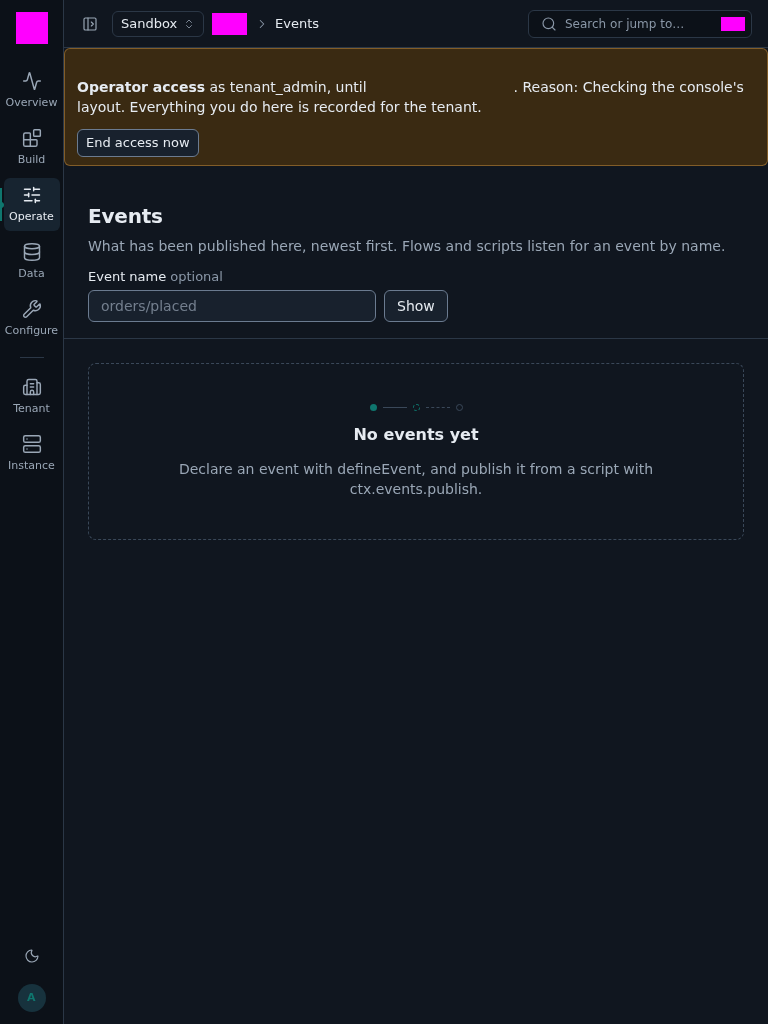 Sandbox
Events
Search or jump to…
Operator access as tenant_admin, until . Reason: Checking the console's
layout. Everything you do here is recorded for the tenant.
End access now
Overview
Build
Operate
Data
Configure
Tenant
Instance
A
Events
What has been published here, newest first. Flows and scripts listen for an event by name.
Event name optional
orders/placed
Show
No events yet
Declare an event with defineEvent, and publish it from a script with
ctx.events.publish.